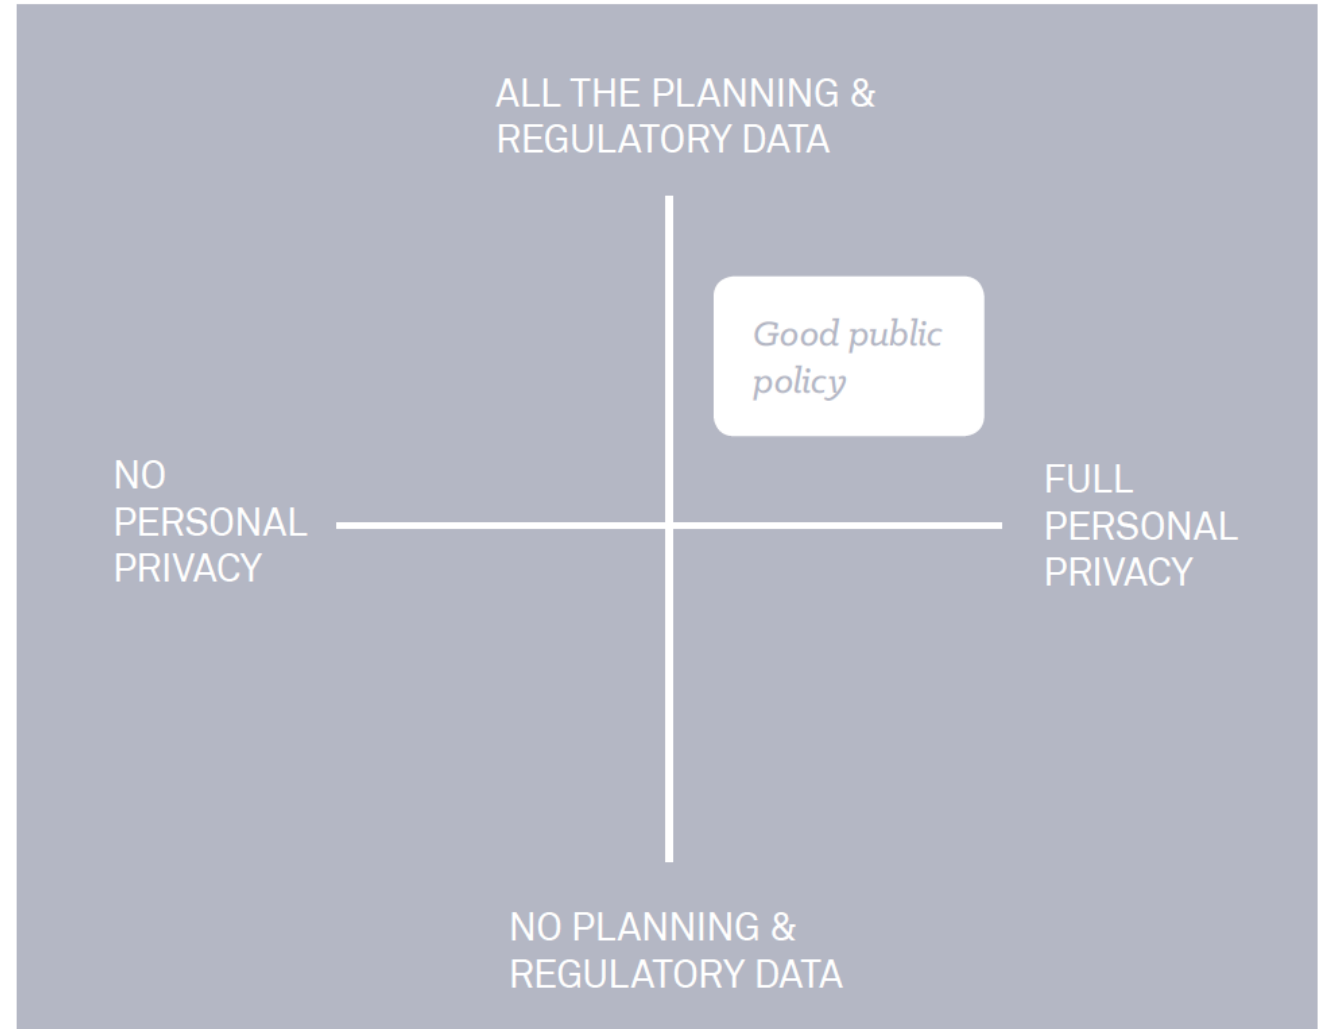 ALL THE PLANNING &
REGULATORY DATA
Good public
policy
NO
PERSONAL
PRIVACY
FULL
PERSONAL
PRIVACY
NO PLANNING &
REGULATORY DATA